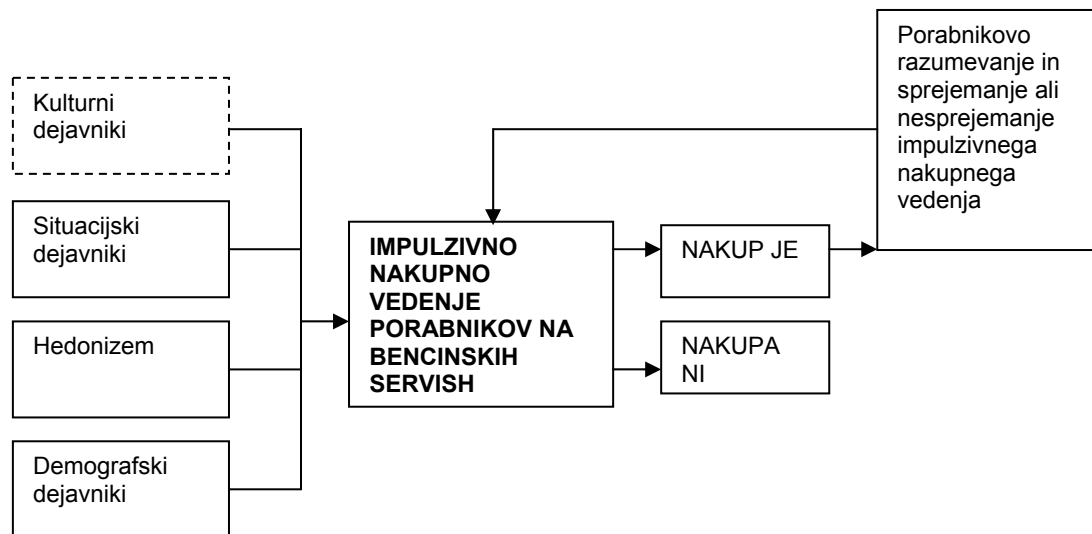 Kulturni
dejavniki
Situacijski
dejavniki
Hedonizem
Demografski
dejavniki
IMPULZIVNO
NAKUPNO
VEDENJE
PORABNIKOV NA
BENCINSKIH
SERVISH
NAKUP JE
NAKUPA
NI
Porabnikovo
razumevanje in
sprejemanje ali
nesprejemanje
impulzivnega
nakupnega
vedenja